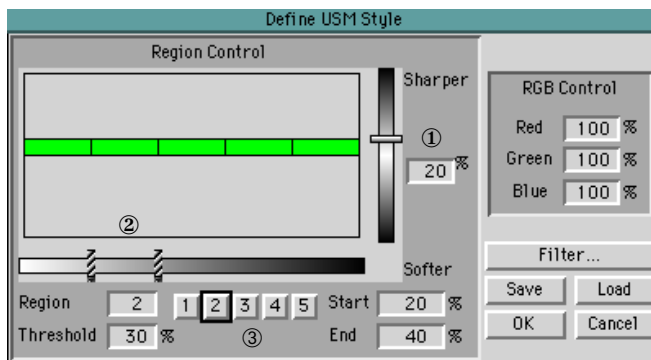 Define USM Style
Region Control
Sharper
①
20 %
②
Softer
Region 2 1 2 3 4 5 Start 20 %
Threshold 30 % ③ End 40 %
RGB Control
Red 100 %
Green 100 %
Blue 100 %
Filter...
Save Load
OK Cancel